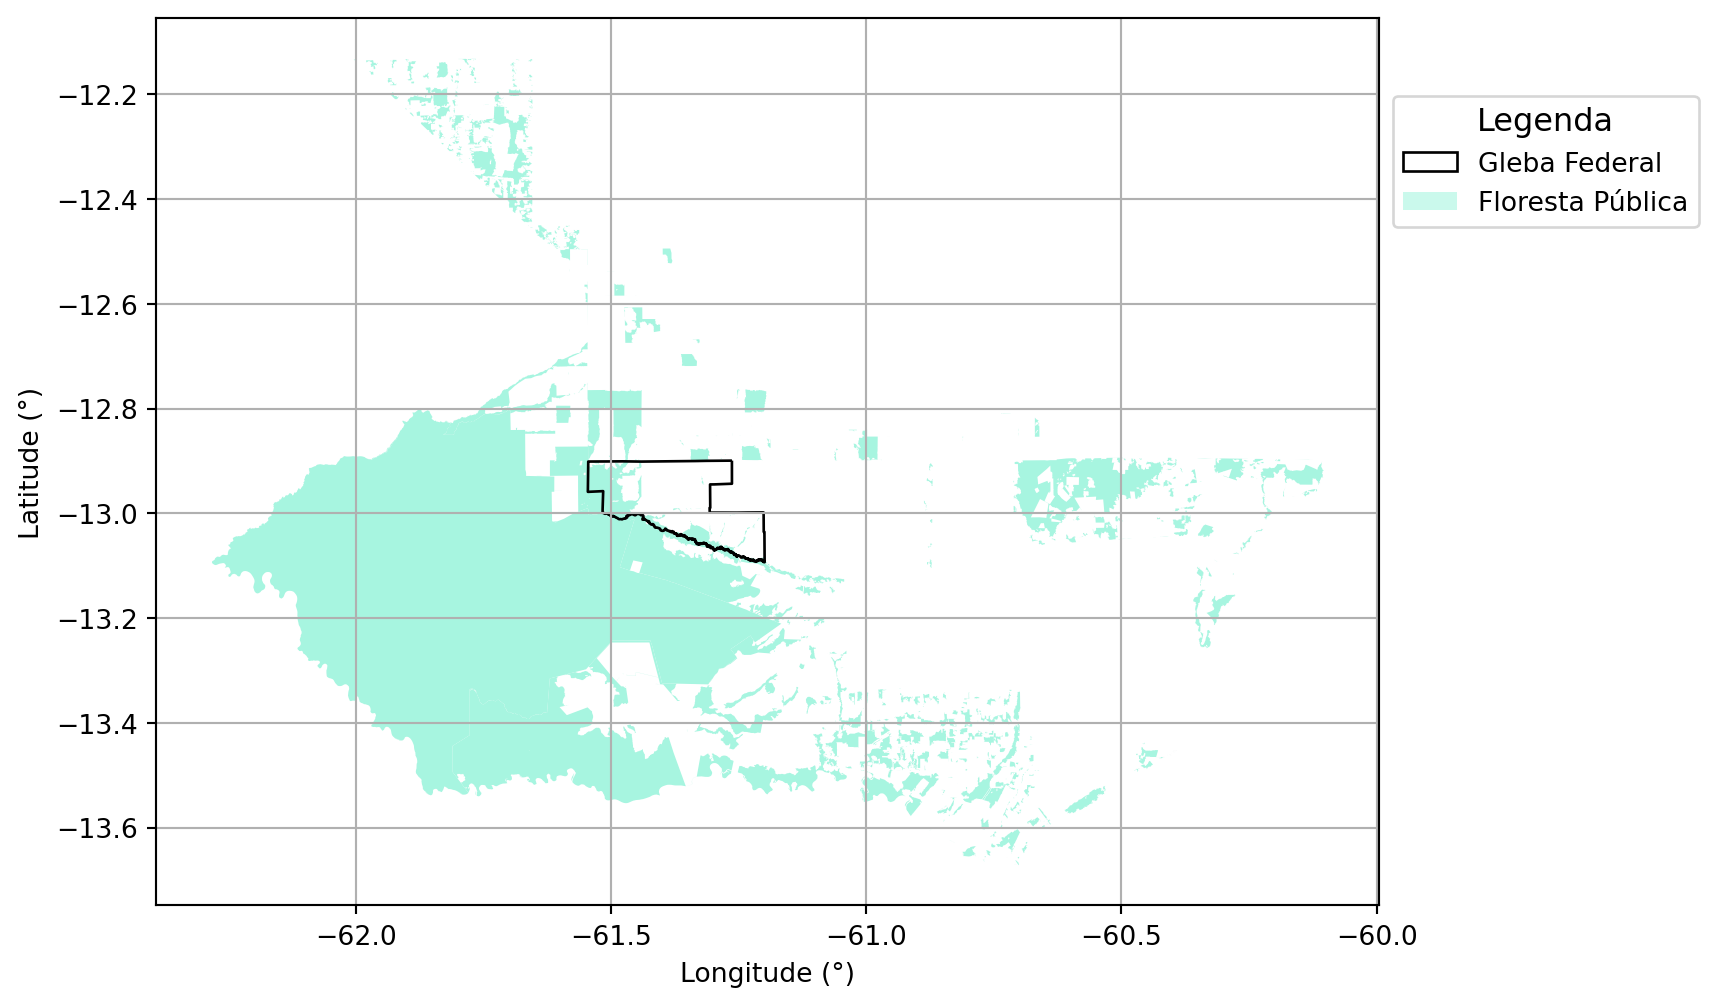 Legenda
Gleba Federal
Floresta Pública
−12.2
−12.4
−12.6
−12.8
−13.0
−13.2
−13.4
−13.6
Latitude (°)
−62.0 −61.5 −61.0 −60.5 −60.0
Longitude (°)